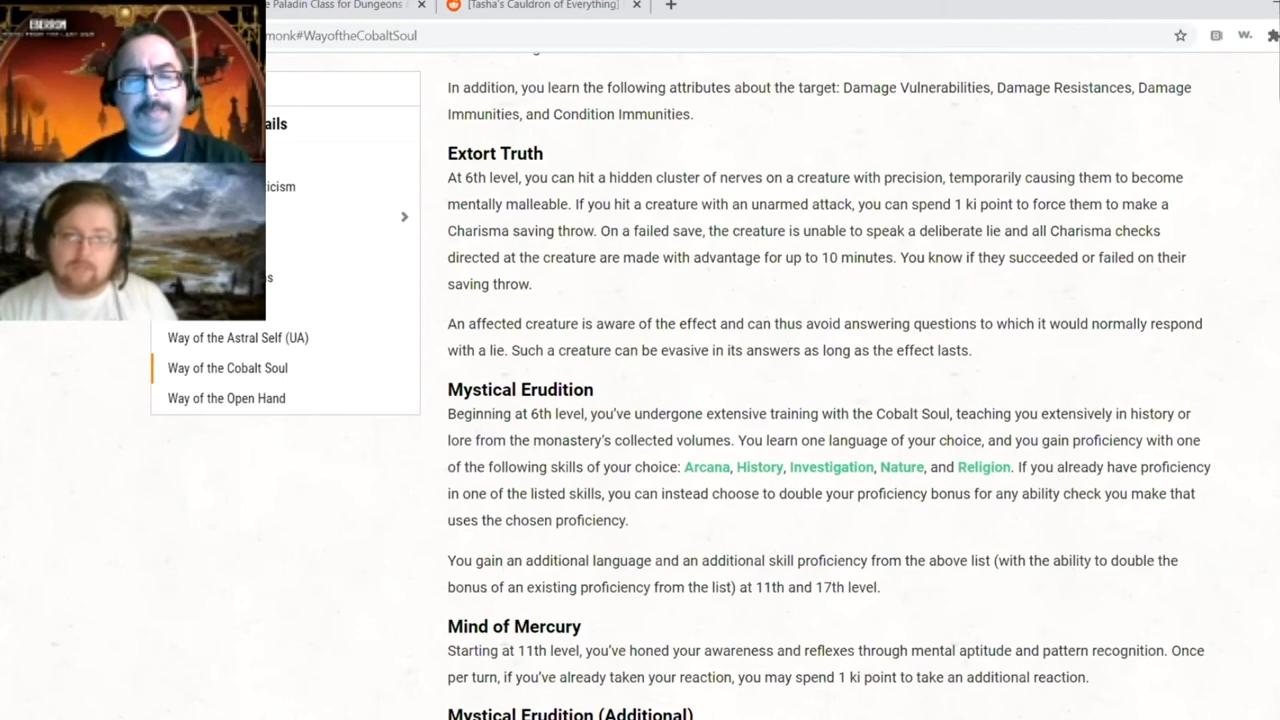 e Paladin Class for Dungeons
[Tasha's Cauldron of Everything]
monk#WayoftheCobaltSoul
W.
EBERRON
In addition, you learn the following attributes about the target: Damage Vulnerabilities, Damage Resistances, Damage
Immunities, and Condition Immunities.
ails
icism
s
Way of the Astral Self (UA)
Way of the Cobalt Soul
Way of the Open Hand
Extort Truth
At 6th level, you can hit a hidden cluster of nerves on a creature with precision, temporarily causing them to become
mentally malleable. If you hit a creature with an unarmed attack, you can spend 1 ki point to force them to make a
Charisma saving throw. On a failed save, the creature is unable to speak a deliberate lie and all Charisma checks
directed at the creature are made with advantage for up to 10 minutes. You know if they succeeded or failed on their
saving throw.
An affected creature is aware of the effect and can thus avoid answering questions to which it would normally respond
with a lie. Such a creature can be evasive in its answers as long as the effect lasts.
Mystical Erudition
Beginning at 6th level, you've undergone extensive training with the Cobalt Soul, teaching you extensively in history or
lore from the monastery's collected volumes. You learn one language of your choice, and you gain proficiency with one
of the following skills of your choice: Arcana, History, Investigation, Nature, and Religion. If you already have proficiency
in one of the listed skills, you can instead choose to double your proficiency bonus for any ability check you make that
uses the chosen proficiency.
You gain an additional language and an additional skill proficiency from the above list (with the ability to double the
bonus of an existing proficiency from the list) at 11th and 17th level.
Mind of Mercury
Starting at 11th level, you've honed your awareness and reflexes through mental aptitude and pattern recognition. Once
per turn, if you've already taken your reaction, you may spend 1 ki point to take an additional reaction.
Mystical Erudition (Additional)